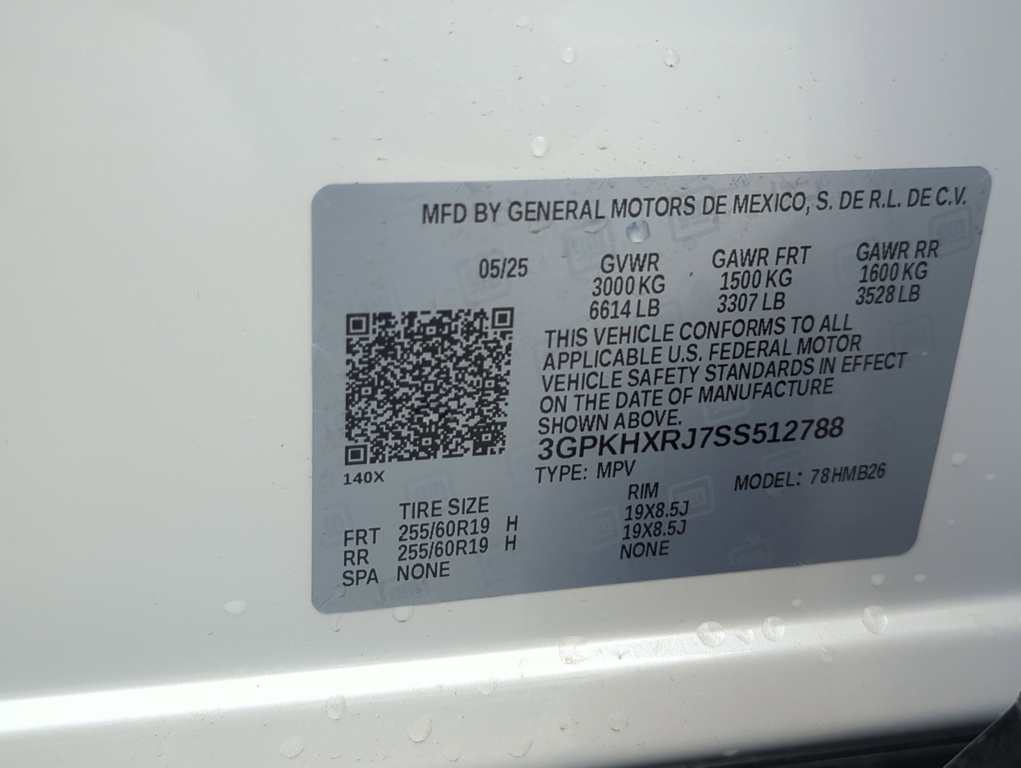 MFD BY GENERAL MOTORS DE MEXICO, S. DE R.L. DE C.V.
05/25 GVWR GAWR FRT GAWR RR
3000 KG 1500 KG 1600 KG
6614 LB 3307 LB 3528 LB
THIS VEHICLE CONFORMS TO ALL
APPLICABLE U.S. FEDERAL MOTOR
VEHICLE SAFETY STANDARDS IN EFFECT
ON THE DATE OF MANUFACTURE
SHOWN ABOVE.
3GPKHXRJ7SS512788
140X TYPE: MPV MODEL: 78HMB26
TIRE SIZE RIM
FRT 255/60R19 H 19X8.5J
RR 255/60R19 H 19X8.5J
SPA NONE NONE